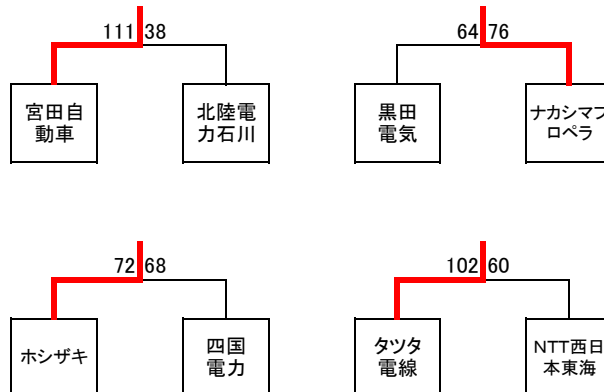 111 38
64 76
宮田自
動車
北陸電
力石川
黒田
電気
ナカシマプ
ロペラ
72 68
102 60
ホシザキ
四国
電力
タツタ
電線
NTT西日
本東海